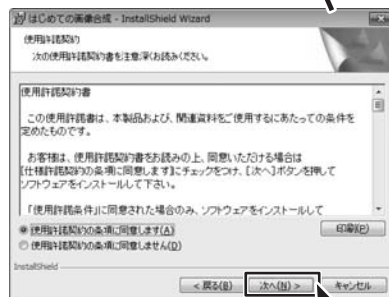 はじめての画像合成 - InstallShield Wizard
使用許諾契約
次の使用許諾契約書を注意深くお読みください。
使用許諾契約書
この使用許諾書は、本製品および、関連資料をご使用するにあたっての条件を
定めたものです。
お客様は、使用許諾契約書をお読みの上、同意いただける場合は
[仕様許諾契約の条項に同意します]にチェックをつけ、[次へ]ボタンを押して
ソフトウェアをインストールして下さい。
「使用許諾条件」に同意された場合のみ、ソフトウェアをインストールして
使用許諾契約の条項に同意します(A)
印刷(P)
使用許諾契約の条項に同意しません(D)
InstallShield
< 戻る(B)
次へ(N) >
キャンセル